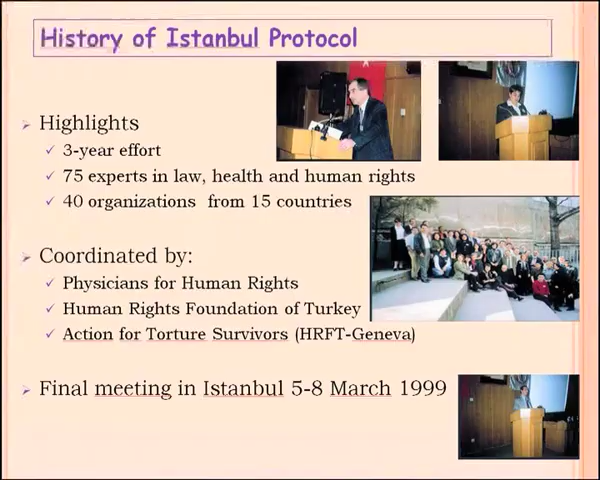 History of Istanbul Protocol
Highlights
3-year effort
75 experts in law, health and human rights
40 organizations from 15 countries
Coordinated by:
Physicians for Human Rights
Human Rights Foundation of Turkey
Action for Torture Survivors (HRFT-Geneva)
Final meeting in Istanbul 5-8 March 1999